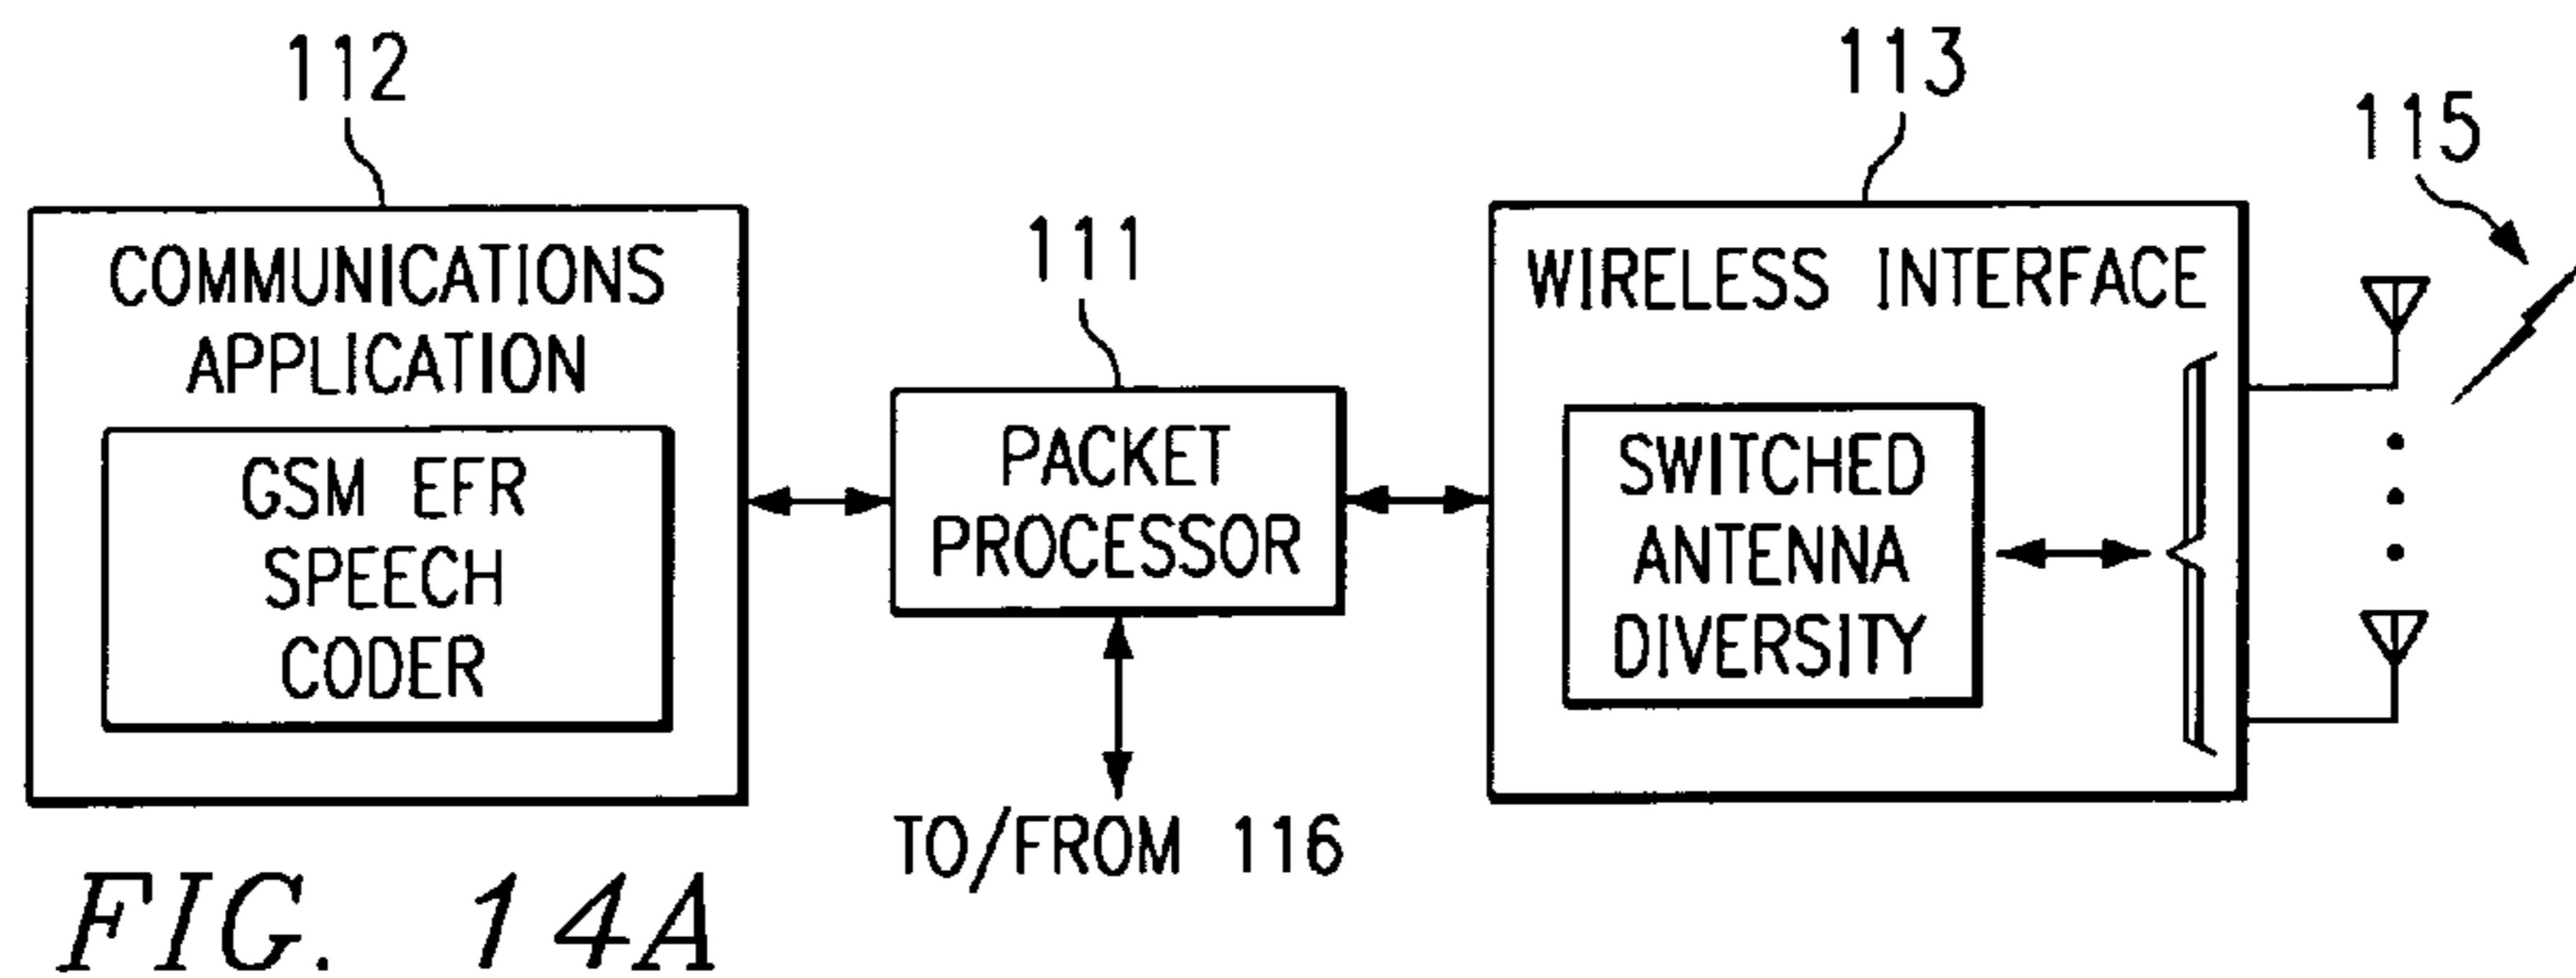 112
113
115
COMMUNICATIONS
APPLICATION
GSM EFR
SPEECH
CODER
111
PACKET
PROCESSOR
WIRELESS INTERFACE
SWITCHED
ANTENNA
DIVERSITY
TO/FROM 116
FIG. 14A